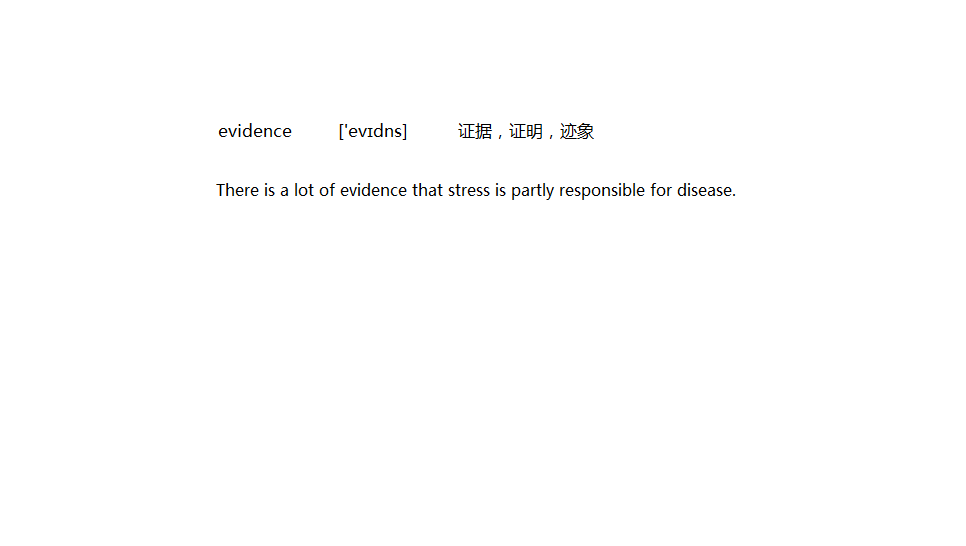 evidence ['evɪdns] 证据，证明，迹象
There is a lot of evidence that stress is partly responsible for disease.